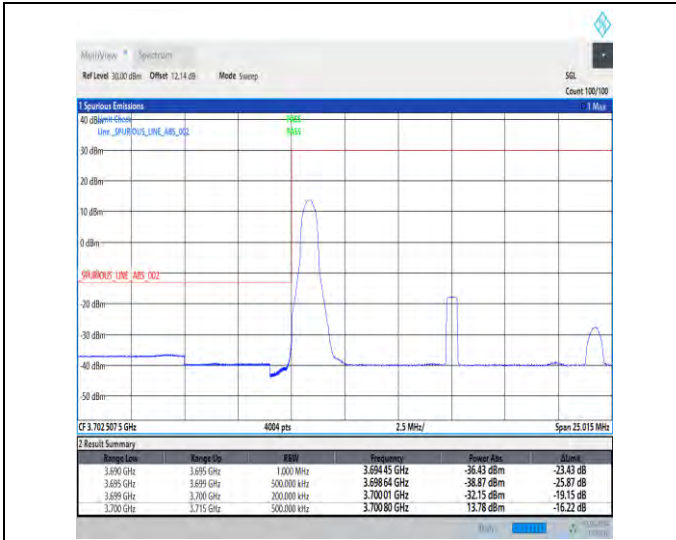 MultiView Spectrum
Ref Level 30.00 dBm Offset 12.14 dB Mode Sweep SGL
Count 100/100
1 Spurious Emissions 1 Max
40 dBm Limit Check PASS
Line _SPURIOUS_LINE_ABS_002 PASS
30 dBm
20 dBm
10 dBm
0 dBm
_SPURIOUS_LINE_ABS_002
-20 dBm
-30 dBm
-40 dBm
-50 dBm
CF 3.702 507 5 GHz 4004 pts 2.5 MHz/ Span 25.015 MHz
2 Result Summary
Range Low Range Up RBW Frequency Power Abs ΔLimit
3.690 GHz 3.695 GHz 1.000 MHz 3.694 45 GHz -36.43 dBm -23.43 dB
3.695 GHz 3.699 GHz 500.000 kHz 3.698 64 GHz -38.87 dBm -25.87 dB
3.699 GHz 3.700 GHz 200.000 kHz 3.700 01 GHz -32.15 dBm -19.15 dB
3.700 GHz 3.715 GHz 500.000 kHz 3.700 80 GHz 13.78 dBm -16.22 dB